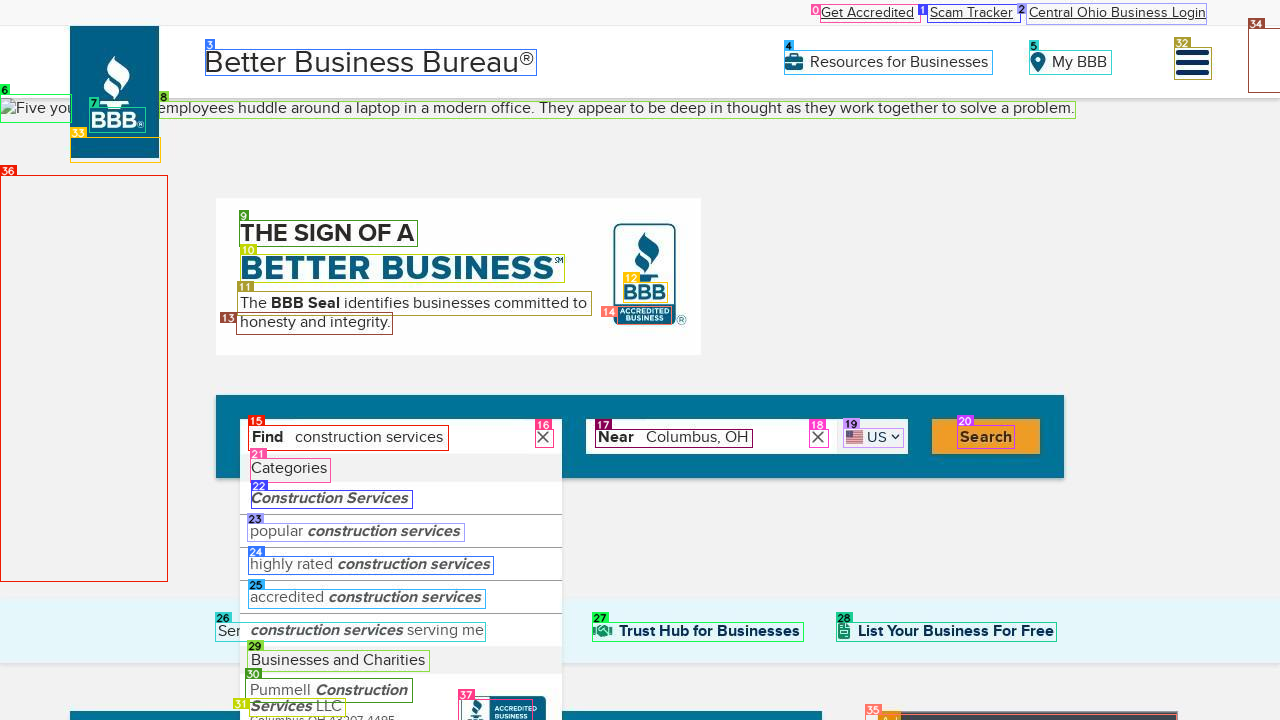 Get Accredited
Scam Tracker
Central Ohio Business Login
Better Business Bureau®
Resources for Businesses
My BBB
Five you
employees huddle around a laptop in a modern office. They appear to be deep in thought as they work together to solve a problem.
BBB®
THE SIGN OF A
BETTER BUSINESS℠
The BBB Seal identifies businesses committed to
honesty and integrity.
BBB
ACCREDITED
BUSINESS ®
Find construction services
Near Columbus, OH
US
Search
Categories
Construction Services
popular construction services
highly rated construction services
accredited construction services
construction services serving me
Trust Hub for Businesses
List Your Business For Free
Businesses and Charities
Pummell Construction
Services LLC
Columbus OH 43207-4495
ACCREDITED
BUSINESS
0
1
2
3
4
5
6
7
8
9
10
11
12
13
14
15
16
17
18
19
20
21
22
23
24
25
26
27
28
29
30
31
32
33
34
35
36
37